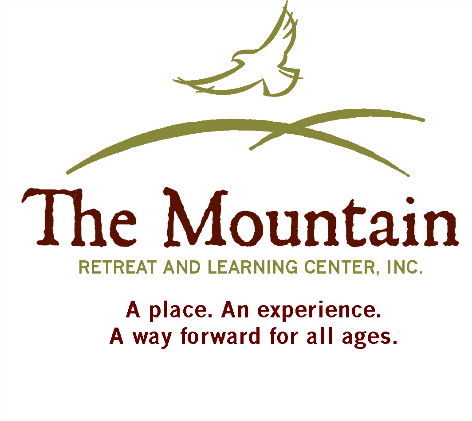 The Mountain
RETREAT AND LEARNING CENTER, INC.
A place. An experience.
A way forward for all ages.